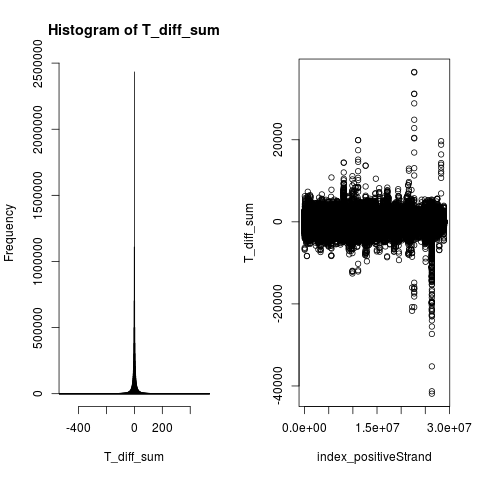 Histogram of T_diff_sum
Frequency
0
500000
1000000
1500000
2000000
2500000
-400
0
200
T_diff_sum
T_diff_sum
-40000
-20000
0
20000
0.0e+00
1.5e+07
3.0e+07
index_positiveStrand